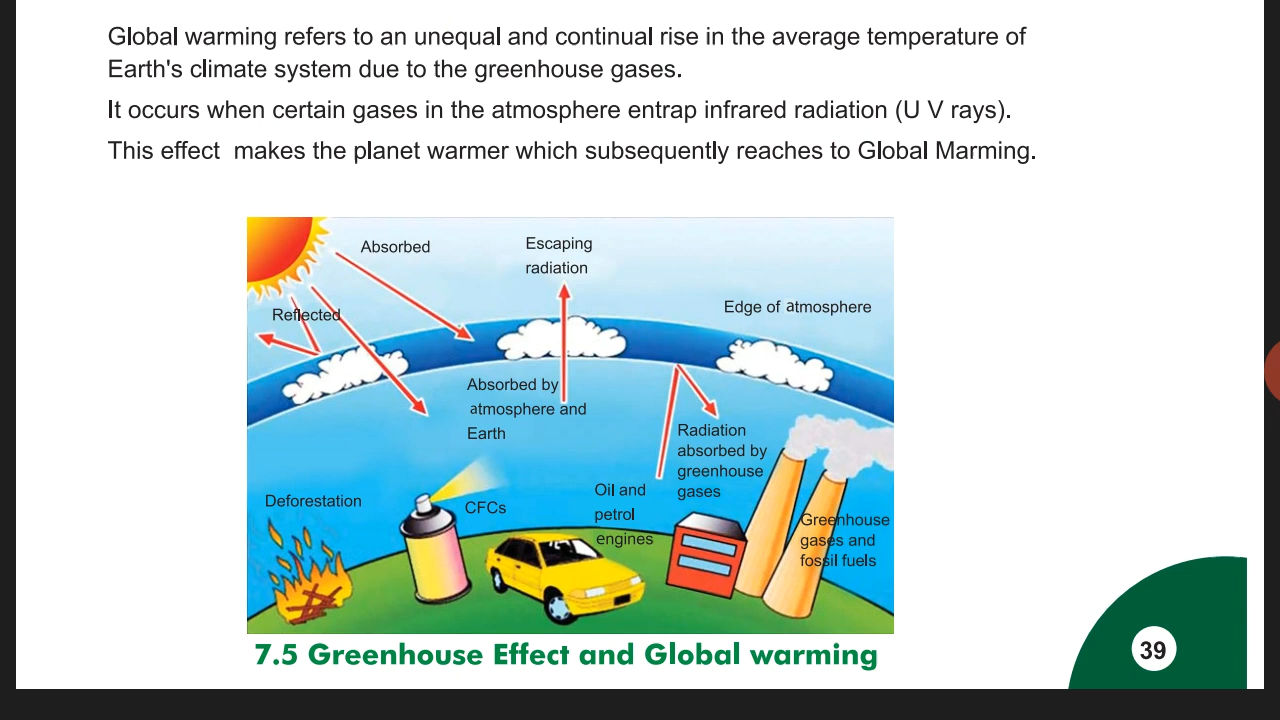 Global warming refers to an unequal and continual rise in the average temperature of
Earth's climate system due to the greenhouse gases.
It occurs when certain gases in the atmosphere entrap infrared radiation (U V rays).
This effect makes the planet warmer which subsequently reaches to Global Marming.
Absorbed
Escaping
radiation
Reflected
Edge of atmosphere
Absorbed by
atmosphere and
Earth
Radiation
absorbed by
greenhouse
gases
Deforestation
CFCs
Oil and
petrol
engines
Greenhouse
gases and
fossil fuels
7.5 Greenhouse Effect and Global warming
39